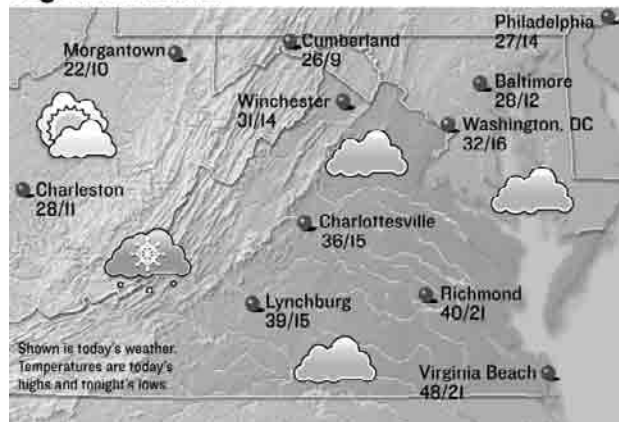 Philadelphia
27/14
Morgantown
22/10
Cumberland
26/9
Baltimore
28/12
Winchester
31/14
Washington, DC
32/16
Charleston
28/11
Charlottesville
36/15
Lynchburg
39/15
Richmond
40/21
Shown is today's weather.
Temperatures are today's
highs and tonight's lows.
Virginia Beach
48/21